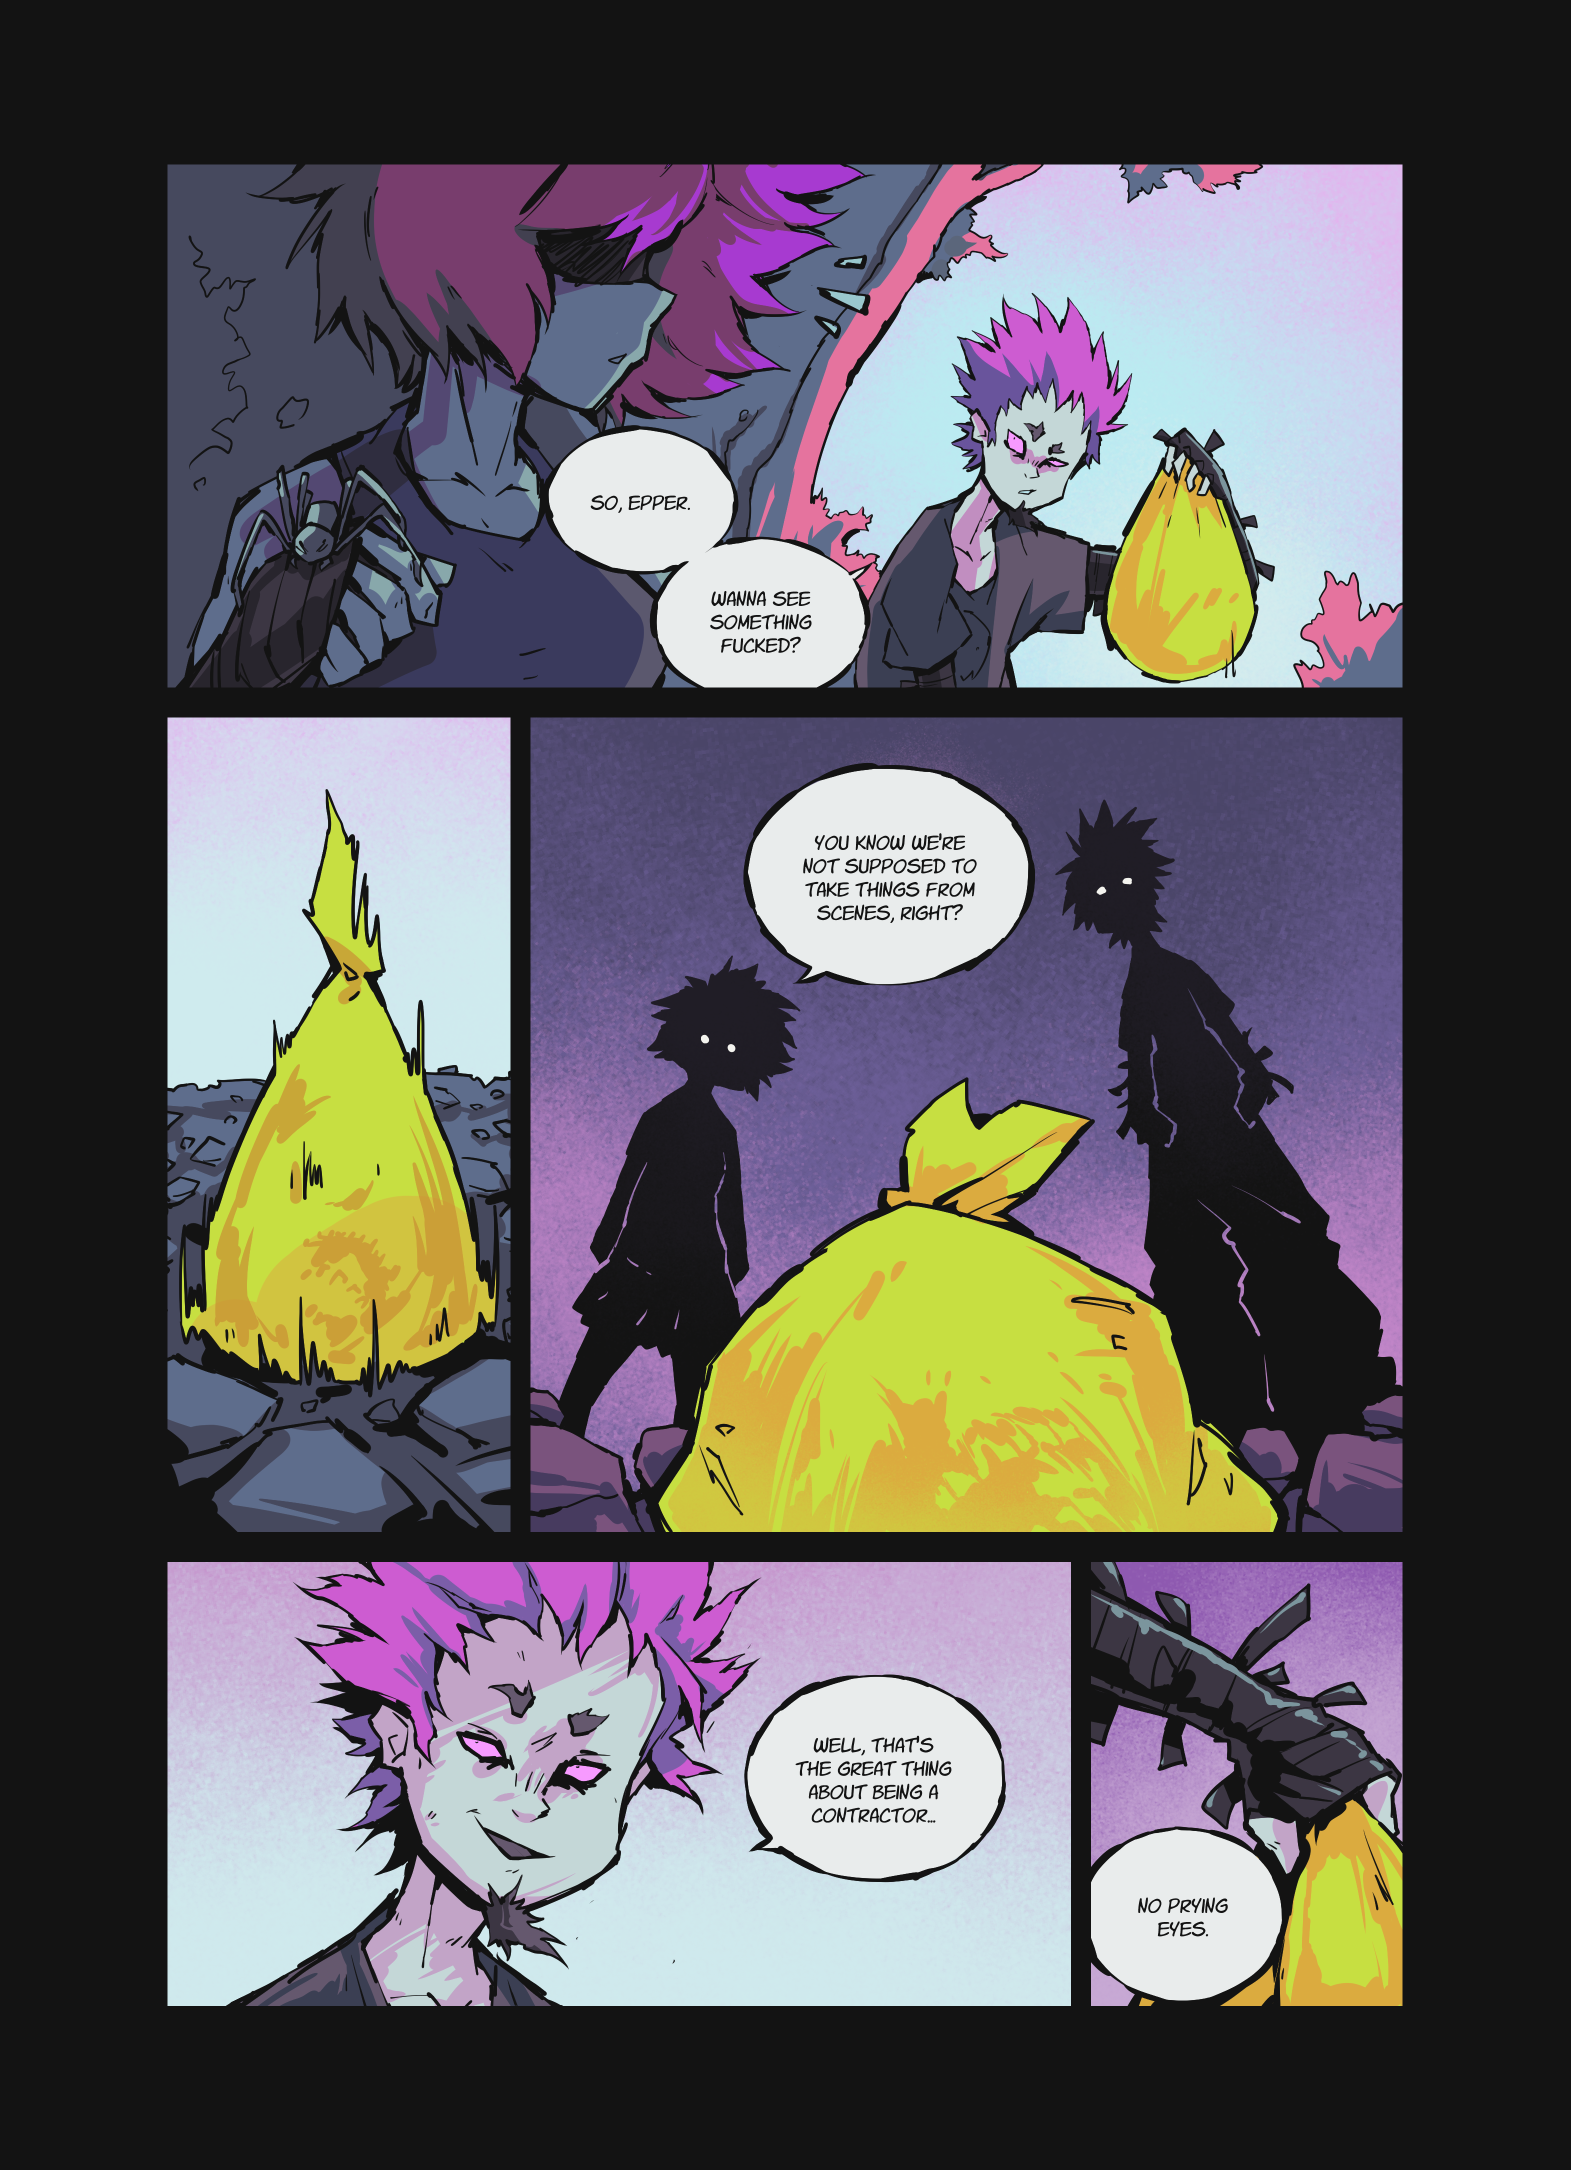 SO, EPPER.
WANNA SEE
SOMETHING
FUCKED?
YOU KNOW WE'RE
NOT SUPPOSED TO
TAKE THINGS FROM
SCENES, RIGHT?
WELL, THAT'S
THE GREAT THING
ABOUT BEING A
CONTRACTOR...
NO PRYING
EYES.